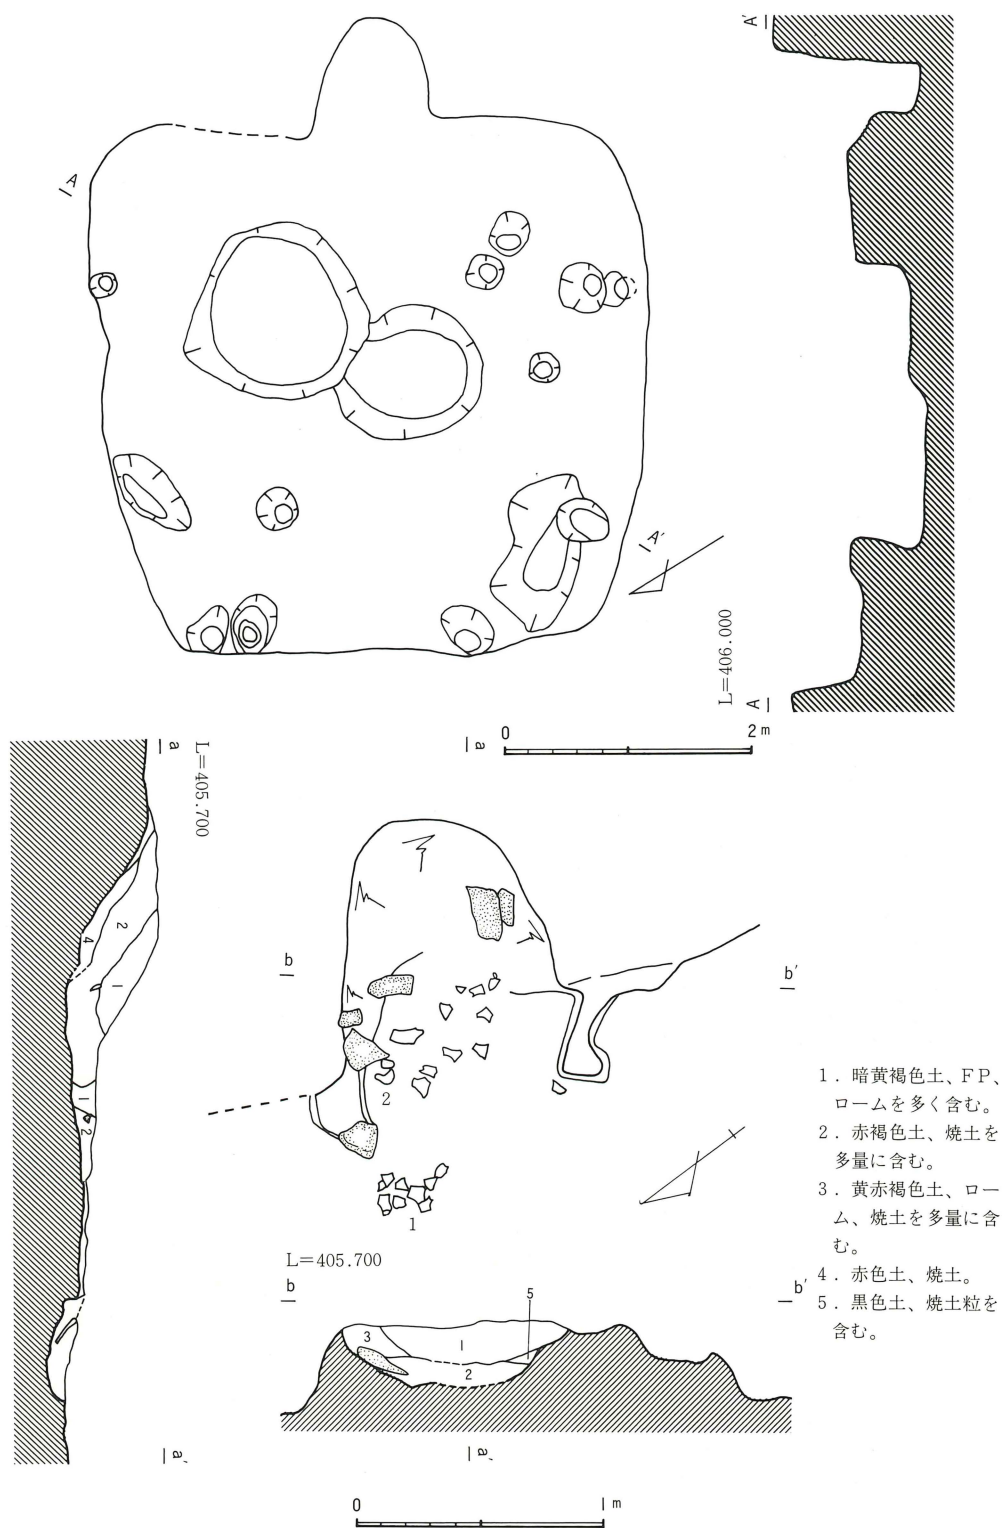 A′
A
A′
L=406.000
A
0 2 m
a
L=405.700
a
2
4
1
1
2
b
b′
2
1
1．暗黄褐色土、FP、
ロームを多く含む。
2．赤褐色土、焼土を
多量に含む。
3．黄赤褐色土、ロー
ム、焼土を多量に含
む。
4．赤色土、焼土。
5．黒色土、焼土粒を
含む。
L=405.700
b
b′
5
3
1
2
a′
a′
0 1 m